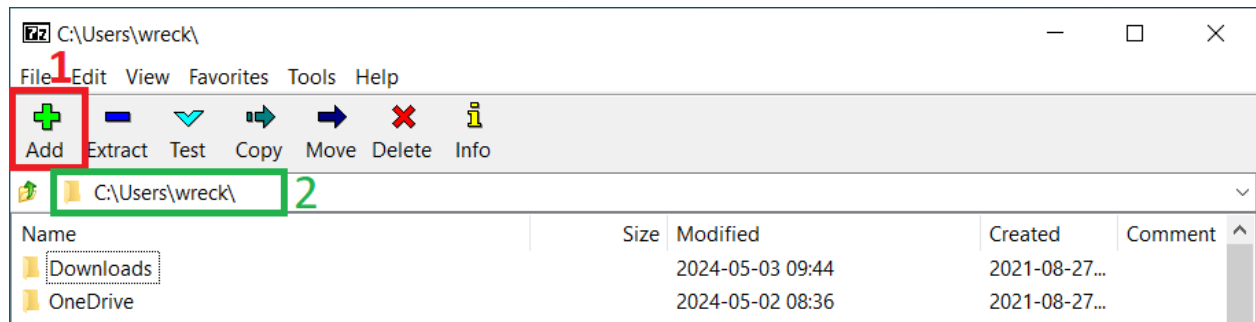 7z C:\Users\wreck\
1
File Edit View Favorites Tools Help
Add Extract Test Copy Move Delete Info
C:\Users\wreck\ 2
Name Size Modified Created Comment
Downloads 2024-05-03 09:44 2021-08-27...
OneDrive 2024-05-02 08:36 2021-08-27...